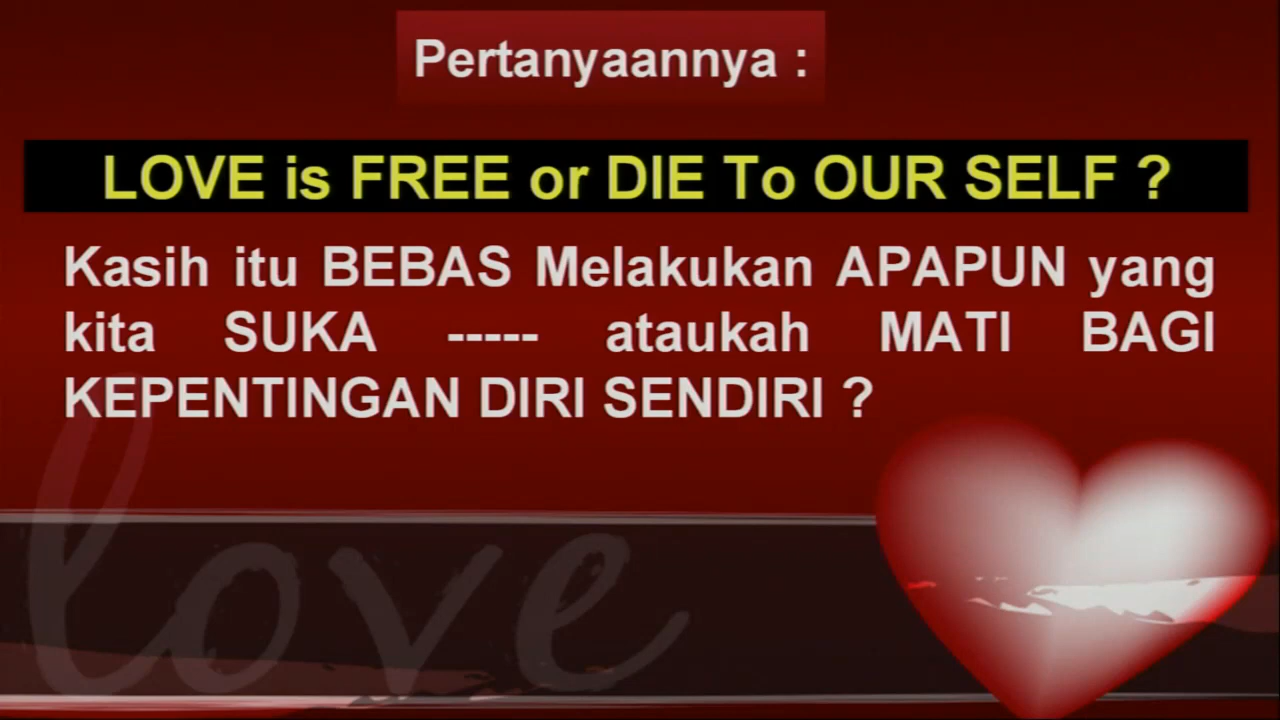 Pertanyaannya :
LOVE is FREE or DIE To OUR SELF ?
Kasih itu BEBAS Melakukan APAPUN yang
kita SUKA ----- ataukah MATI BAGI
KEPENTINGAN DIRI SENDIRI ?
love